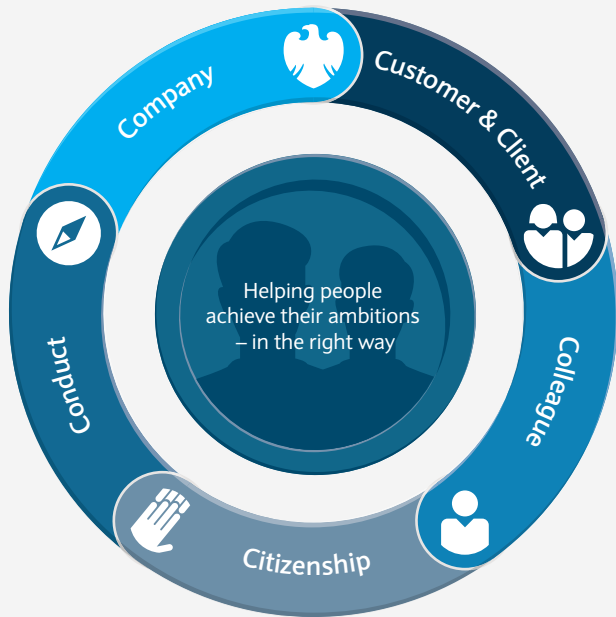 Company
Customer & Client
Colleague
Citizenship
Conduct
Helping people
achieve their ambitions
– in the right way